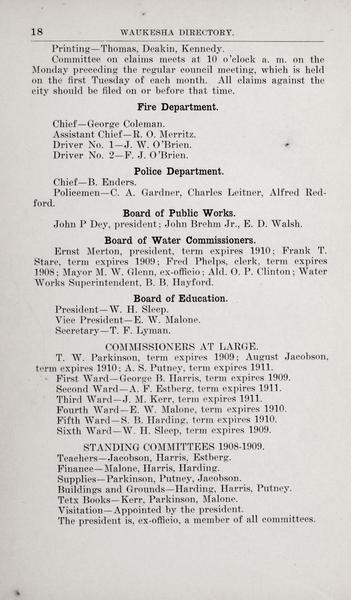 18 WAUKESHA DIRECTORY.
Printing—Thomas, Deakin, Kennedy.
Committee on claims meets at 10 o'clock a. m. on the
Monday preceding the regular council meeting, which is held
on the first Tuesday of each month. All claims against the
city should be filed on or before that time.
Fire Department.
Chief—George Coleman.
Assistant Chief—R. O. Merritz.
Driver No. 1—J. W. O'Brien.
Driver No. 2—F. J. O'Brien.
Police Department.
Chief—B. Enders.
Policemen—C. A. Gardner, Charles Leitner, Alfred Red-
ford.
Board of Public Works.
John P Dey, president; John Brehm Jr., E. D. Walsh.
Board of Water Commissioners.
Ernst Merton, president, term expires 1910; Frank T.
Stare, term expires 1909; Fred Phelps, clerk, term expires
1908; Mayor M. W. Glenn, ex-officio; Ald. O. P. Clinton; Water
Works Superintendent, B. B. Hayford.
Board of Education.
President—W. H. Sleep.
Vice President—E. W. Malone.
Secretary—T. F. Lyman.
COMMISSIONERS AT LARGE.
T. W. Parkinson, term expires 1909; August Jacobson,
term expires 1910; A. S. Putney, term expires 1911.
First Ward—George B. Harris, term expires 1909.
Second Ward—A. F. Estberg, term expires 1911.
Third Ward—J. M. Kerr, term expires 1911.
Fourth Ward—E. W. Malone, term expires 1910.
Fifth Ward—S. B. Harding, term expires 1910.
Sixth Ward—W. H. Sleep, term expires 1909.
STANDING COMMITTEES 1908-1909.
Teachers—Jacobson, Harris, Estberg.
Finance—Malone, Harris, Harding.
Supplies—Parkinson, Putney, Jacobson.
Buildings and Grounds—Harding, Harris, Putney.
Tetx Books—Kerr, Parkinson, Malone.
Visitation—Appointed by the president.
The president is, ex-officio, a member of all committees.